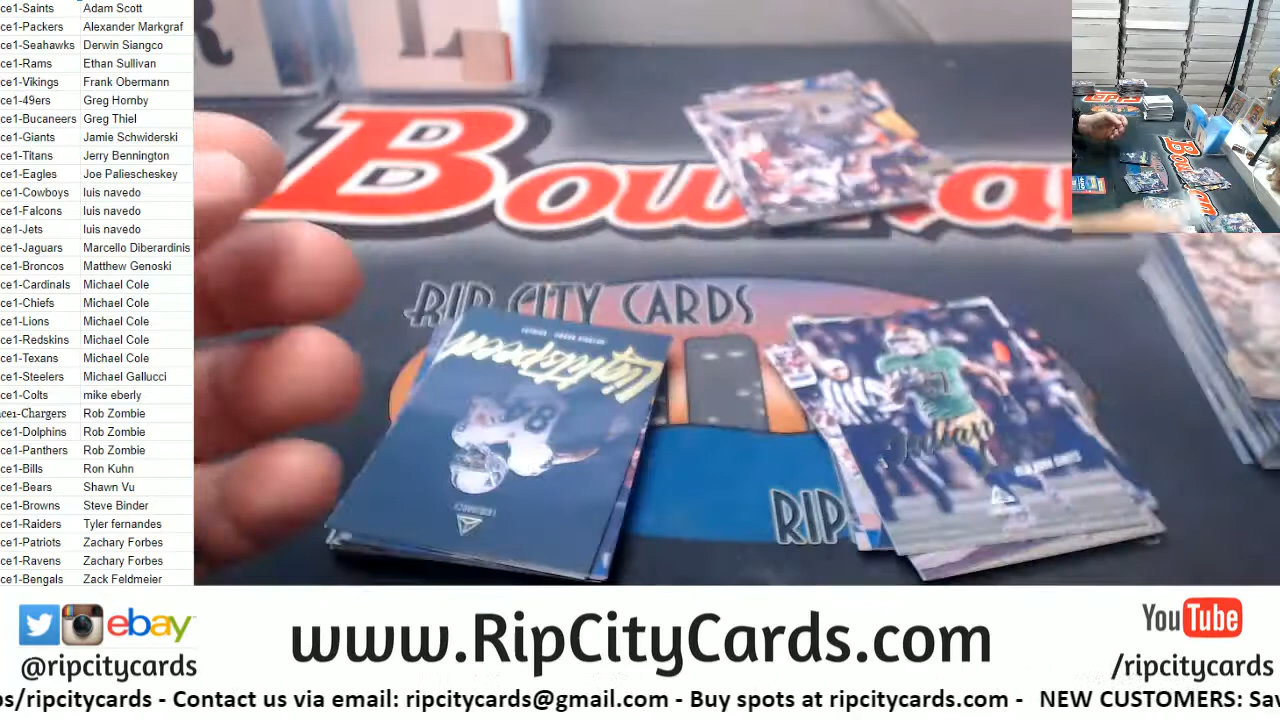 ce1-Saints Adam Scott
ce1-Packers Alexander Markgraf
ce1-Seahawks Derwin Siangco
ce1-Rams Ethan Sullivan
ce1-Vikings Frank Obermann
ce1-49ers Greg Hornby
ce1-Bucaneers Greg Thiel
ce1-Giants Jamie Schwiderski
ce1-Titans Jerry Bennington
ce1-Eagles Joe Paliescheskey
ce1-Cowboys luis navedo
ce1-Falcons luis navedo
ce1-Jets luis navedo
ce1-Jaguars Marcello Diberardinis
ce1-Broncos Matthew Genoski
ce1-Cardinals Michael Cole
ce1-Chiefs Michael Cole
ce1-Lions Michael Cole
ce1-Redskins Michael Cole
ce1-Texans Michael Cole
ce1-Steelers Michael Gallucci
ce1-Colts mike eberly
ace1-Chargers Rob Zombie
ce1-Dolphins Rob Zombie
ce1-Panthers Rob Zombie
ce1-Bills Ron Kuhn
ce1-Bears Shawn Vu
ce1-Browns Steve Binder
ce1-Raiders Tyler fernandes
ce1-Patriots Zachary Forbes
ce1-Ravens Zachary Forbes
ce1-Bengals Zack Feldmeier
L
Bow a
RIP CITY CARDS
RIP
Lightspeed
84
Julian
Topps
Bowman
ebay
@ripcitycards
www.RipCityCards.com
YouTube
/ripcitycards
os/ripcitycards - Contact us via email: ripcitycards@gmail.com - Buy spots at ripcitycards.com - NEW CUSTOMERS: Sav